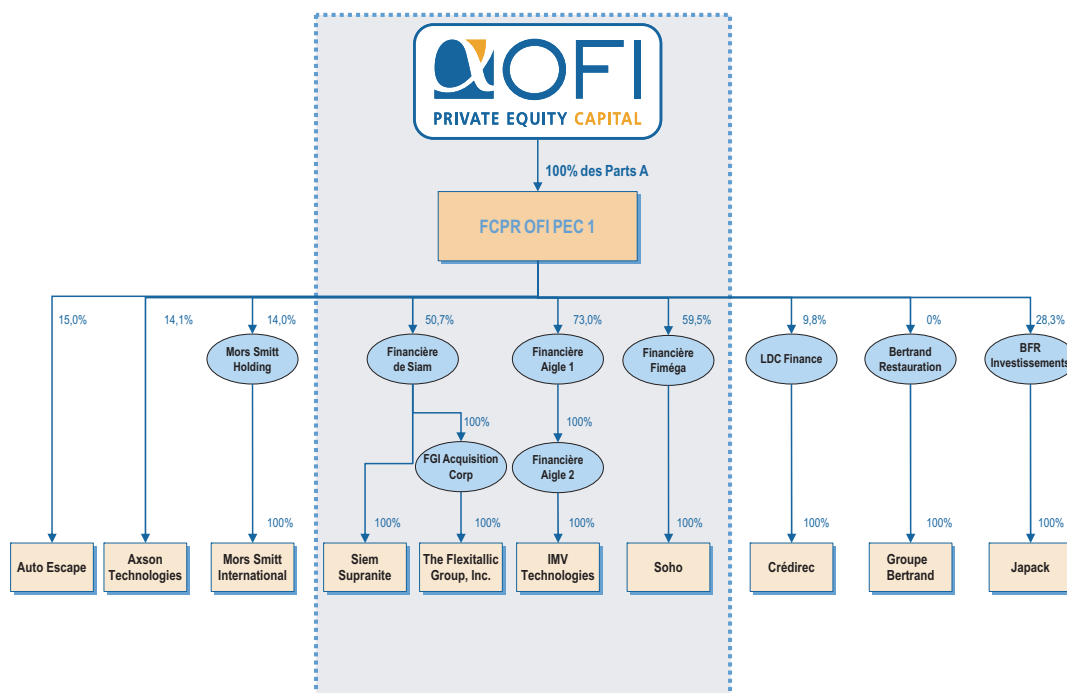 OFI
PRIVATE EQUITY CAPITAL
100% des Parts A
FCPR OFI PEC 1
15,0%
14,1%
14,0%
50,7%
73,0%
59,5%
9,8%
0%
28,3%
Mors Smitt
Holding
Financière
de Siam
Financière
Aigle 1
Financière
Fiméga
LDC Finance
Bertrand
Restauration
BFR
Investissements
100%
100%
FGI Acquisition
Corp
Financière
Aigle 2
100%
100%
100%
100%
100%
100%
100%
100%
Auto Escape
Axson
Technologies
Mors Smitt
International
Siem
Supranite
The Flexitallic
Group, Inc.
IMV
Technologies
Soho
Crédirec
Groupe
Bertrand
Japack